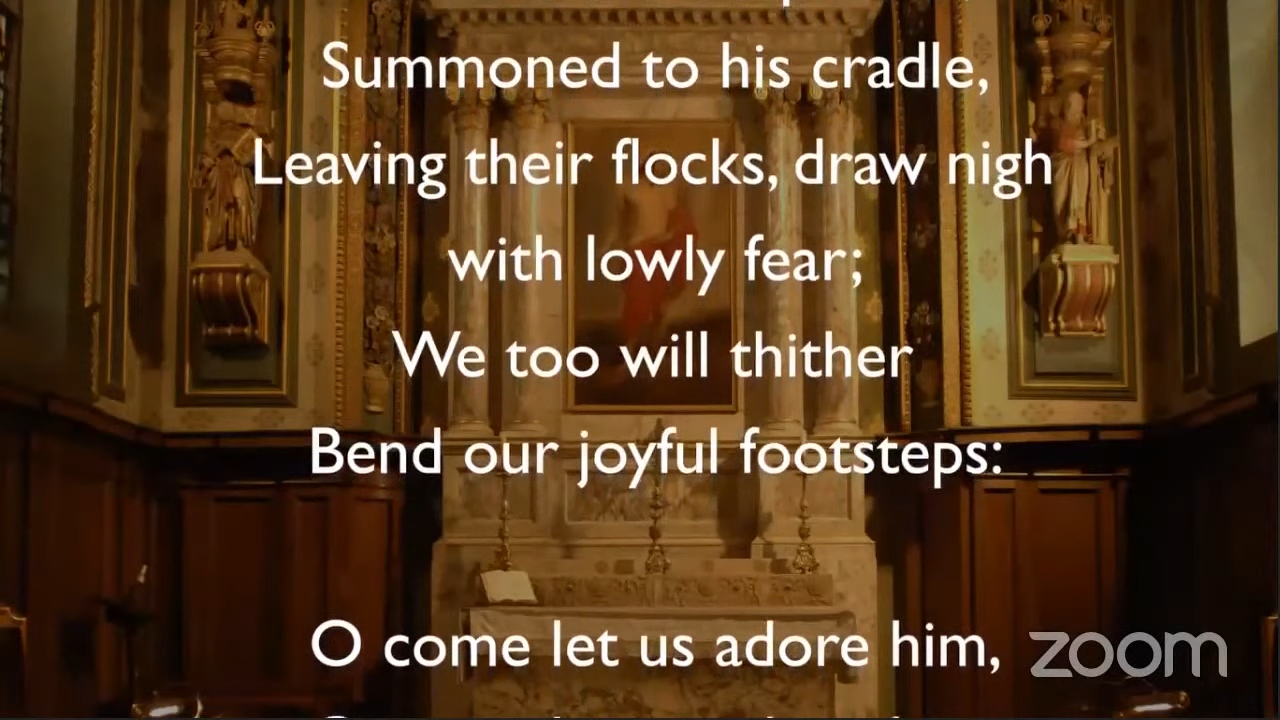 Summoned to his cradle,
Leaving their flocks, draw nigh
with lowly fear;
We too will thither
Bend our joyful footsteps:
O come let us adore him,
zoom